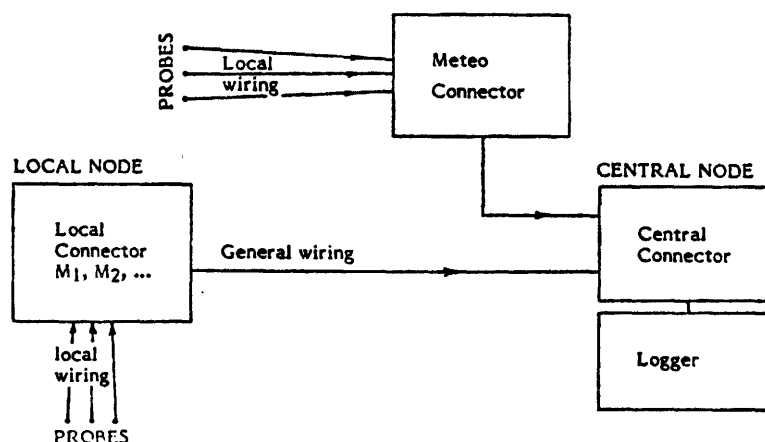 PROBES
Local
wiring
Meteo
Connector
LOCAL NODE
CENTRAL NODE
Local
Connector
M1, M2, ...
General wiring
Central
Connector
local
wiring
Logger
PROBES